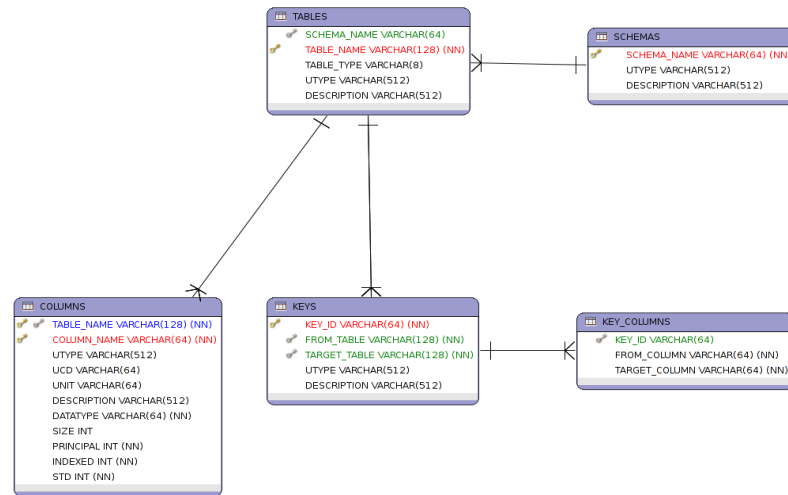 TABLES
SCHEMA_NAME VARCHAR(64)
TABLE_NAME VARCHAR(128) (NN)
TABLE_TYPE VARCHAR(8)
UTYPE VARCHAR(512)
DESCRIPTION VARCHAR(512)
SCHEMAS
SCHEMA_NAME VARCHAR(64) (NN
UTYPE VARCHAR(512)
DESCRIPTION VARCHAR(512)
COLUMNS
TABLE_NAME VARCHAR(128) (NN)
COLUMN_NAME VARCHAR(64) (NN)
UTYPE VARCHAR(512)
UCD VARCHAR(64)
UNIT VARCHAR(64)
DESCRIPTION VARCHAR(512)
DATATYPE VARCHAR(64) (NN)
SIZE INT
PRINCIPAL INT (NN)
INDEXED INT (NN)
STD INT (NN)
KEYS
KEY_ID VARCHAR(64) (NN)
FROM_TABLE VARCHAR(128) (NN)
TARGET_TABLE VARCHAR(128) (NN)
UTYPE VARCHAR(512)
DESCRIPTION VARCHAR(512)
KEY_COLUMNS
KEY_ID VARCHAR(64)
FROM_COLUMN VARCHAR(64) (NN)
TARGET_COLUMN VARCHAR(64) (NN)